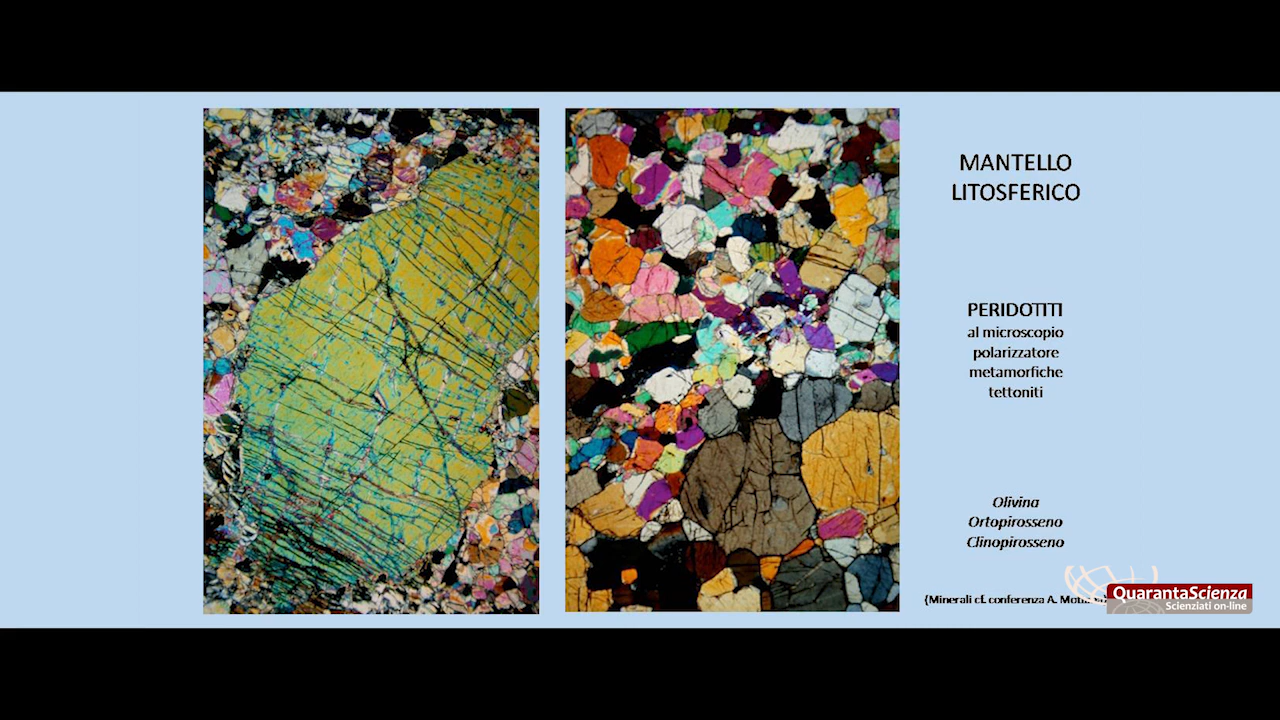 MANTELLO
LITOSFERICO
PERIDOTITI
al microscopio
polarizzatore
metamorfiche
tettoniti
Olivina
Ortopirosseno
Clinopirosseno
(Minerali cf. conferenza A.
QuarantaScienza
Scienziati on-line